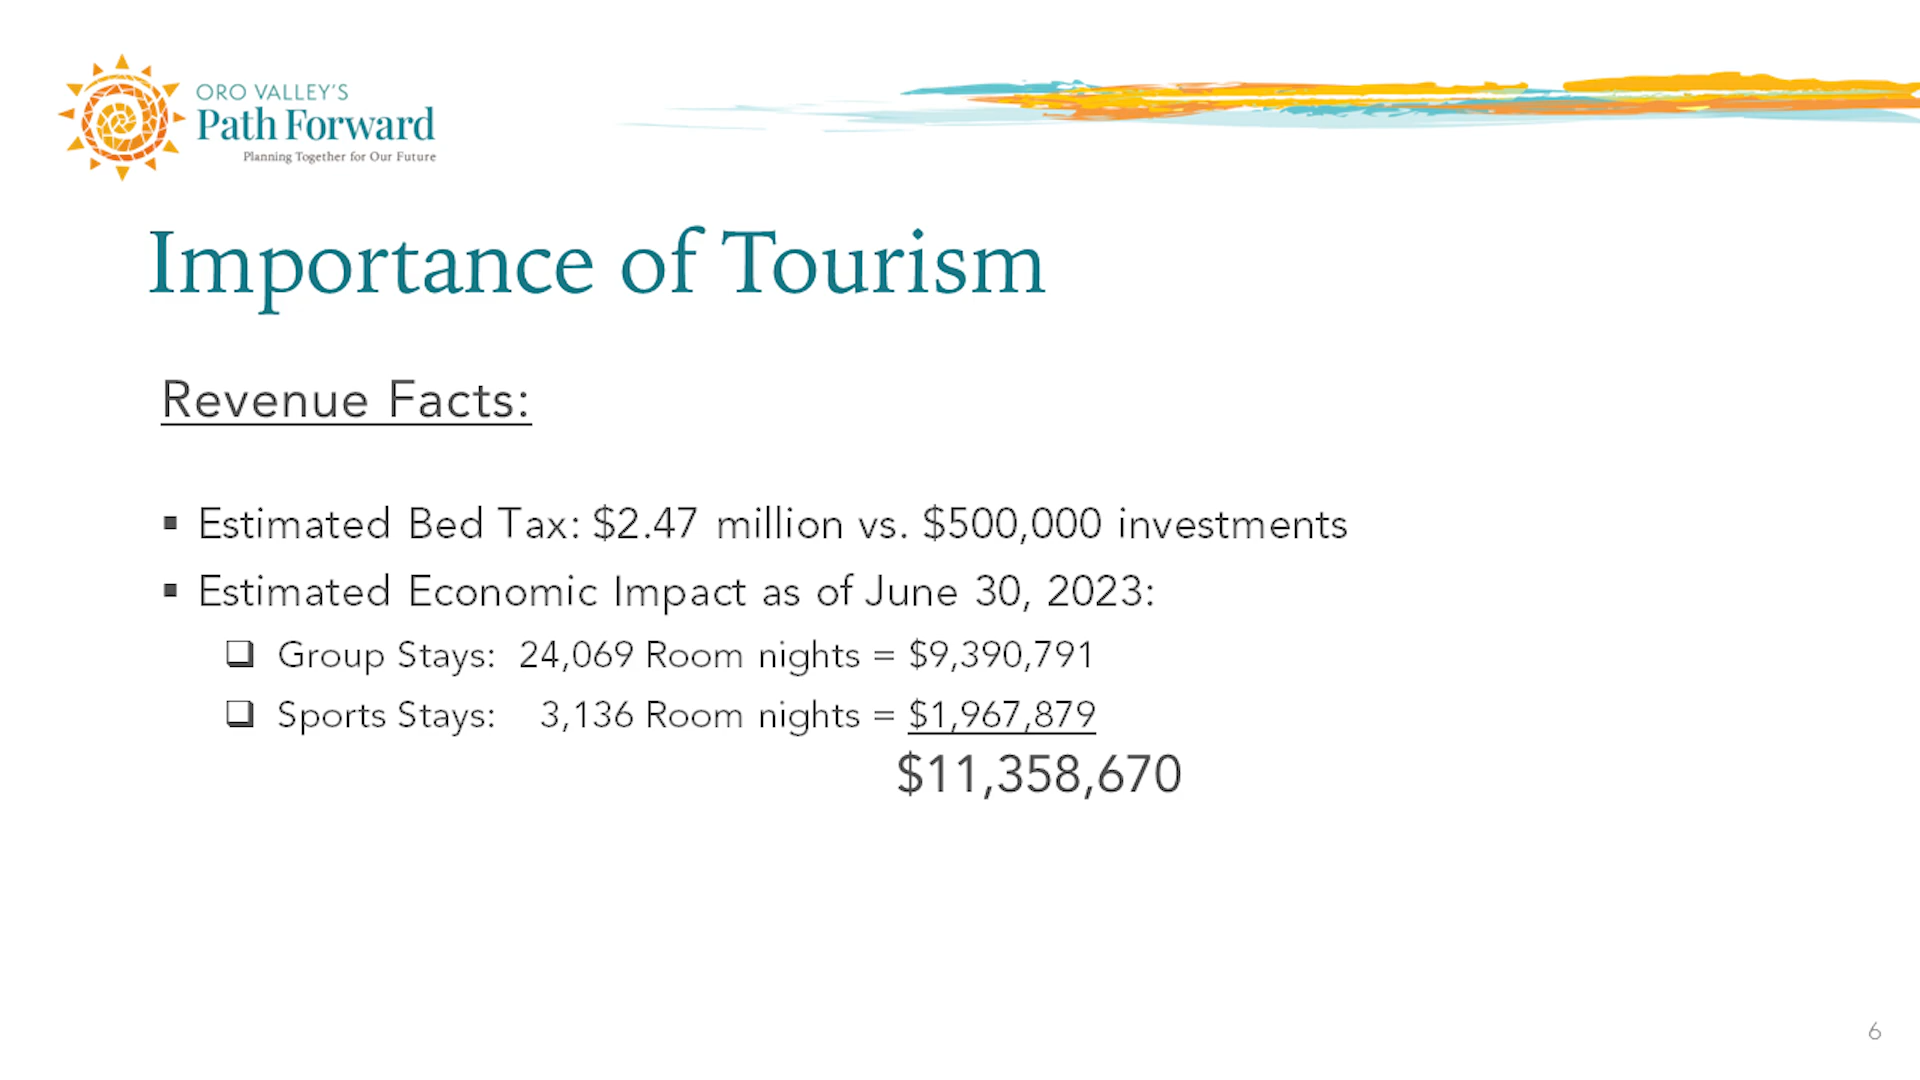 ORO VALLEY'S
Path Forward
Planning Together for Our Future
Importance of Tourism
Revenue Facts:
▪ Estimated Bed Tax: $2.47 million vs. $500,000 investments
▪ Estimated Economic Impact as of June 30, 2023:
❑ Group Stays: 24,069 Room nights = $9,390,791
❑ Sports Stays: 3,136 Room nights = $1,967,879
$11,358,670
6